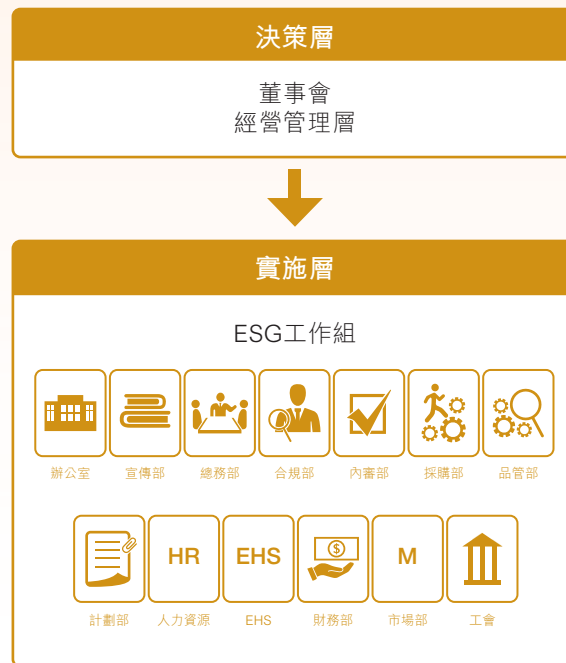 決策層
董事會
經營管理層
實施層
ESG工作組
辦公室 宣傳部 總務部 合規部 內審部 採購部 品管部
HR EHS $ M
計劃部 人力資源 EHS 財務部 市場部 工會